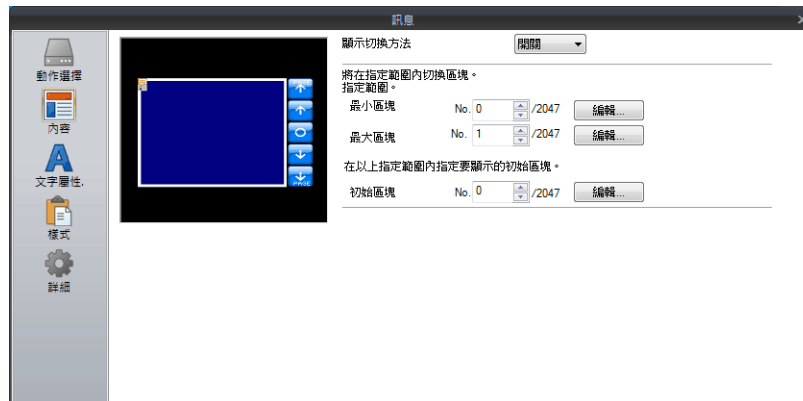 訊息
動作選擇
內容
文字屬性.
樣式
詳細
PAGE
顯示切換方法 開關
將在指定範圍內切換區塊。
指定範圍。
最小區塊 No. 0 /2047 編輯...
最大區塊 No. 1 /2047 編輯...
在以上指定範圍內指定要顯示的初始區塊。
初始區塊 No. 0 /2047 編輯...